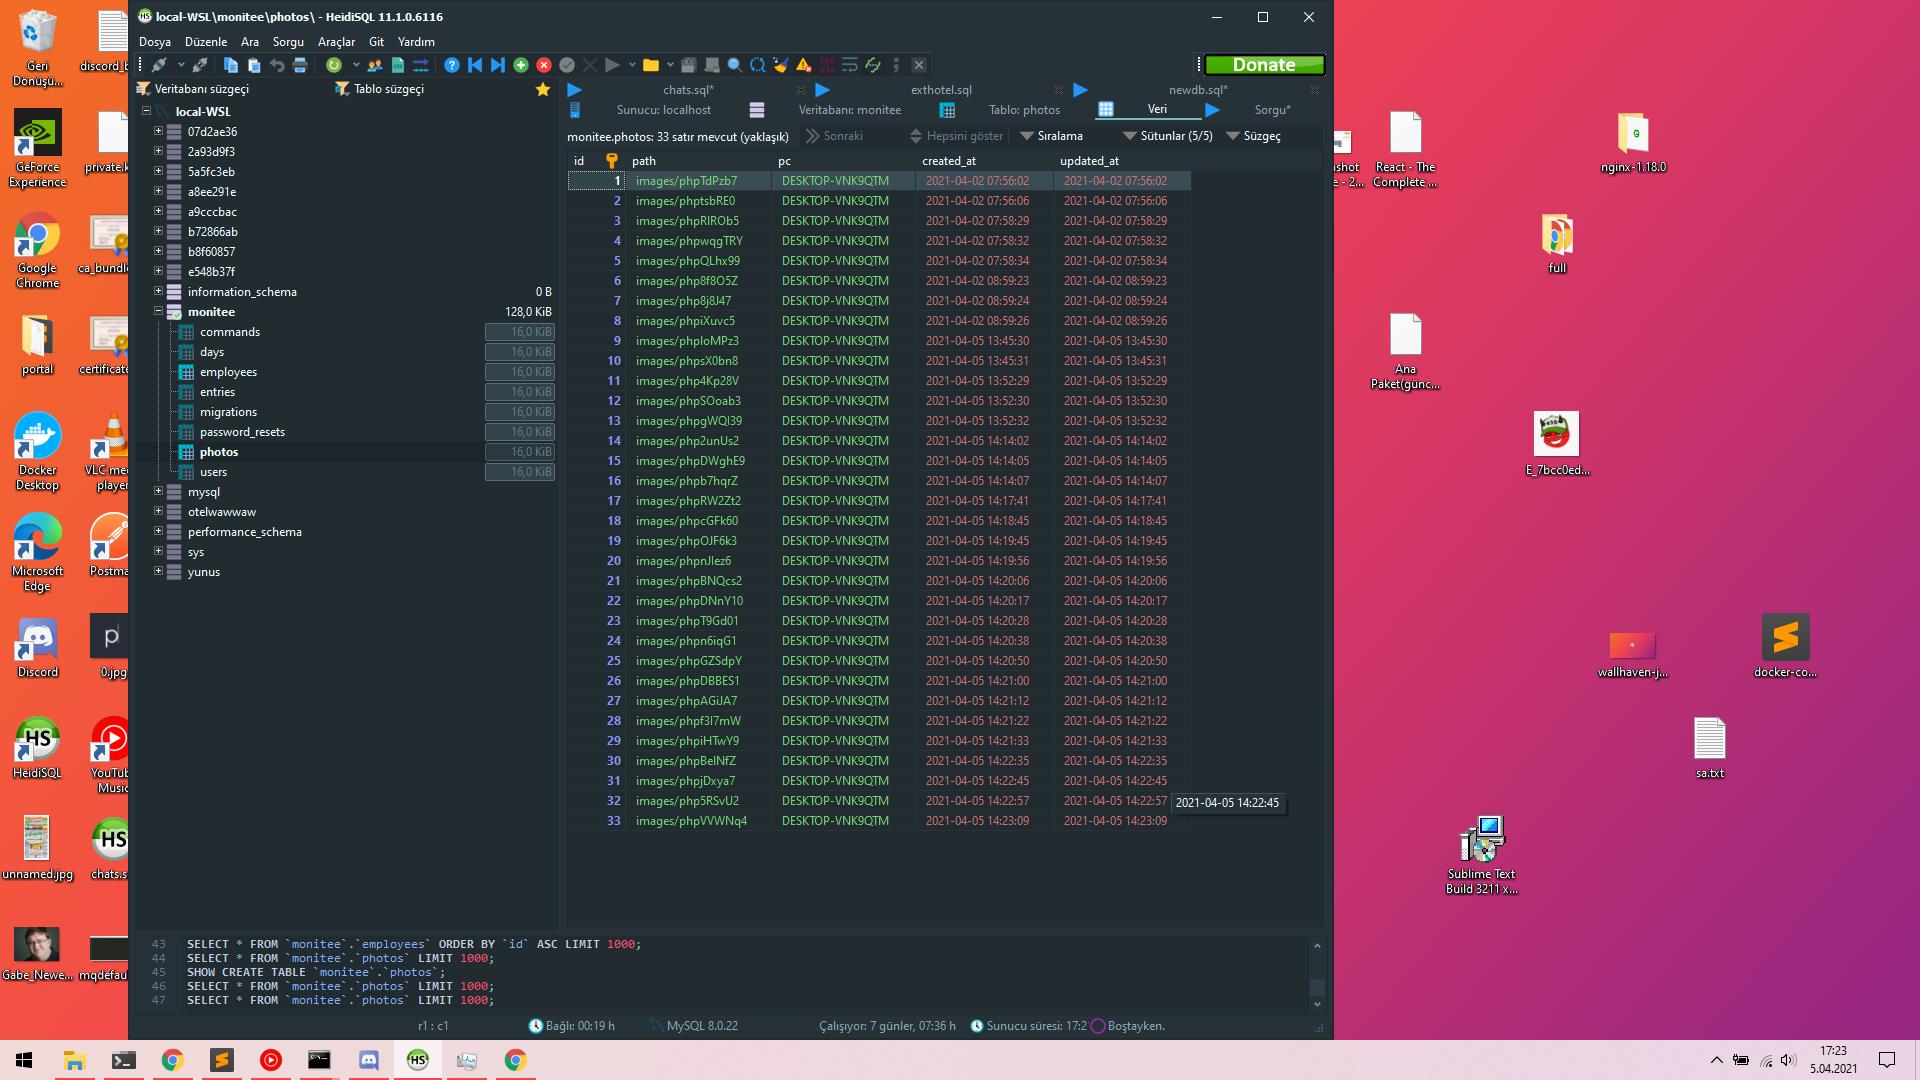 local-WSL\monitee\photos\ - HeidiSQL 11.1.0.6116
Dosya Düzenle Ara Sorgu Araçlar Git Yardım
Donate
Veritabanı süzgeci Tablo süzgeci
chats.sql* exthotel.sql newdb.sql*
Sunucu: localhost Veritabanı: monitee Tablo: photos Veri Sorgu*
monitee.photos: 33 satır mevcut (yaklaşık) Sonraki Hepsini göster Sıralama Sütunlar (5/5) Süzgeç
local-WSL
07d2ae36
2a93d9f3
5a5fc3eb
a8ee291e
a9cccbac
b72866ab
b8f60857
e548b37f
information_schema 0 B
monitee 128,0 KiB
commands 16,0 KiB
days 16,0 KiB
employees 16,0 KiB
entries 16,0 KiB
migrations 16,0 KiB
password_resets 16,0 KiB
photos 16,0 KiB
users 16,0 KiB
mysql
otelwawwaw
performance_schema
sys
yunus
id path pc created_at updated_at
1 images/phpTdPzb7 DESKTOP-VNK9QTM 2021-04-02 07:56:02 2021-04-02 07:56:02
2 images/phptsbRE0 DESKTOP-VNK9QTM 2021-04-02 07:56:06 2021-04-02 07:56:06
3 images/phpRlROb5 DESKTOP-VNK9QTM 2021-04-02 07:58:29 2021-04-02 07:58:29
4 images/phpwqgTRY DESKTOP-VNK9QTM 2021-04-02 07:58:32 2021-04-02 07:58:32
5 images/phpQLhx99 DESKTOP-VNK9QTM 2021-04-02 07:58:34 2021-04-02 07:58:34
6 images/php8f8O5Z DESKTOP-VNK9QTM 2021-04-02 08:59:23 2021-04-02 08:59:23
7 images/php8j8J47 DESKTOP-VNK9QTM 2021-04-02 08:59:24 2021-04-02 08:59:24
8 images/phpiXuvc5 DESKTOP-VNK9QTM 2021-04-02 08:59:26 2021-04-02 08:59:26
9 images/phpIoMPz3 DESKTOP-VNK9QTM 2021-04-05 13:45:30 2021-04-05 13:45:30
10 images/phpsX0bn8 DESKTOP-VNK9QTM 2021-04-05 13:45:31 2021-04-05 13:45:31
11 images/php4Kp28V DESKTOP-VNK9QTM 2021-04-05 13:52:29 2021-04-05 13:52:29
12 images/phpSOoab3 DESKTOP-VNK9QTM 2021-04-05 13:52:30 2021-04-05 13:52:30
13 images/phpgWQl39 DESKTOP-VNK9QTM 2021-04-05 13:52:32 2021-04-05 13:52:32
14 images/php2unUs2 DESKTOP-VNK9QTM 2021-04-05 14:14:02 2021-04-05 14:14:02
15 images/phpDWghE9 DESKTOP-VNK9QTM 2021-04-05 14:14:05 2021-04-05 14:14:05
16 images/phpb7hqrZ DESKTOP-VNK9QTM 2021-04-05 14:14:07 2021-04-05 14:14:07
17 images/phpRW2Zt2 DESKTOP-VNK9QTM 2021-04-05 14:17:41 2021-04-05 14:17:41
18 images/phpcGFk60 DESKTOP-VNK9QTM 2021-04-05 14:18:45 2021-04-05 14:18:45
19 images/phpOJF6k3 DESKTOP-VNK9QTM 2021-04-05 14:19:45 2021-04-05 14:19:45
20 images/phpnJlez6 DESKTOP-VNK9QTM 2021-04-05 14:19:56 2021-04-05 14:19:56
21 images/phpBNQcs2 DESKTOP-VNK9QTM 2021-04-05 14:20:06 2021-04-05 14:20:06
22 images/phpDNnY10 DESKTOP-VNK9QTM 2021-04-05 14:20:17 2021-04-05 14:20:17
23 images/phpT9Gd01 DESKTOP-VNK9QTM 2021-04-05 14:20:28 2021-04-05 14:20:28
24 images/phpn6iqG1 DESKTOP-VNK9QTM 2021-04-05 14:20:38 2021-04-05 14:20:38
25 images/phpGZSdpY DESKTOP-VNK9QTM 2021-04-05 14:20:50 2021-04-05 14:20:50
26 images/phpDBBES1 DESKTOP-VNK9QTM 2021-04-05 14:21:00 2021-04-05 14:21:00
27 images/phpAGiJA7 DESKTOP-VNK9QTM 2021-04-05 14:21:12 2021-04-05 14:21:12
28 images/phpf3I7mW DESKTOP-VNK9QTM 2021-04-05 14:21:22 2021-04-05 14:21:22
29 images/phpiHTwY9 DESKTOP-VNK9QTM 2021-04-05 14:21:33 2021-04-05 14:21:33
30 images/phpBeINfZ DESKTOP-VNK9QTM 2021-04-05 14:22:35 2021-04-05 14:22:35
31 images/phpjDxya7 DESKTOP-VNK9QTM 2021-04-05 14:22:45 2021-04-05 14:22:45
32 images/php5RSvU2 DESKTOP-VNK9QTM 2021-04-05 14:22:57 2021-04-05 14:22:57
2021-04-05 14:22:45
33 images/phpVVWNq4 DESKTOP-VNK9QTM 2021-04-05 14:23:09 2021-04-05 14:23:09
43 SELECT * FROM `monitee`.`employees` ORDER BY `id` ASC LIMIT 1000;
44 SELECT * FROM `monitee`.`photos` LIMIT 1000;
45 SHOW CREATE TABLE `monitee`.`photos`;
46 SELECT * FROM `monitee`.`photos` LIMIT 1000;
47 SELECT * FROM `monitee`.`photos` LIMIT 1000;
r1 : c1 Bağlı: 00:19 h MySQL 8.0.22 Çalışıyor: 7 günler, 07:36 h Sunucu süresi: 17:2 Boştayken.
Geri
Dönüşü...
discord_b
GeForce
Experience
private.k
Google
Chrome
ca_bundle
portal
certificate
Docker
Desktop
VLC me
player
Microsoft
Edge
Postma
Discord
p
0.jpg
HS
HeidiSQL
YouTub
Music
unnamed.jpg
HS
chats.s
Gabe_Newe...
mqdefau
shot
e - 2...
React - The
Complete ...
nginx-1.18.0
full
Ana
Paket(günc...
E_7bcc0ed...
wallhaven-j...
docker-co...
sa.txt
Sublime Text
Build 3211 x...
HS
17:23
5.04.2021